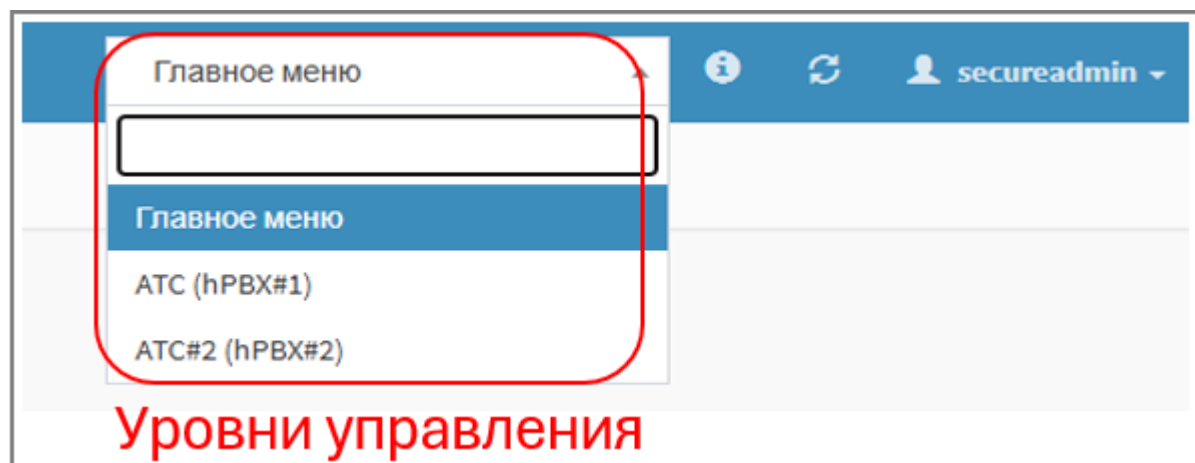 Главное меню
secureadmin
Главное меню
АТС (hPBX#1)
АТС#2 (hPBX#2)
Уровни управления